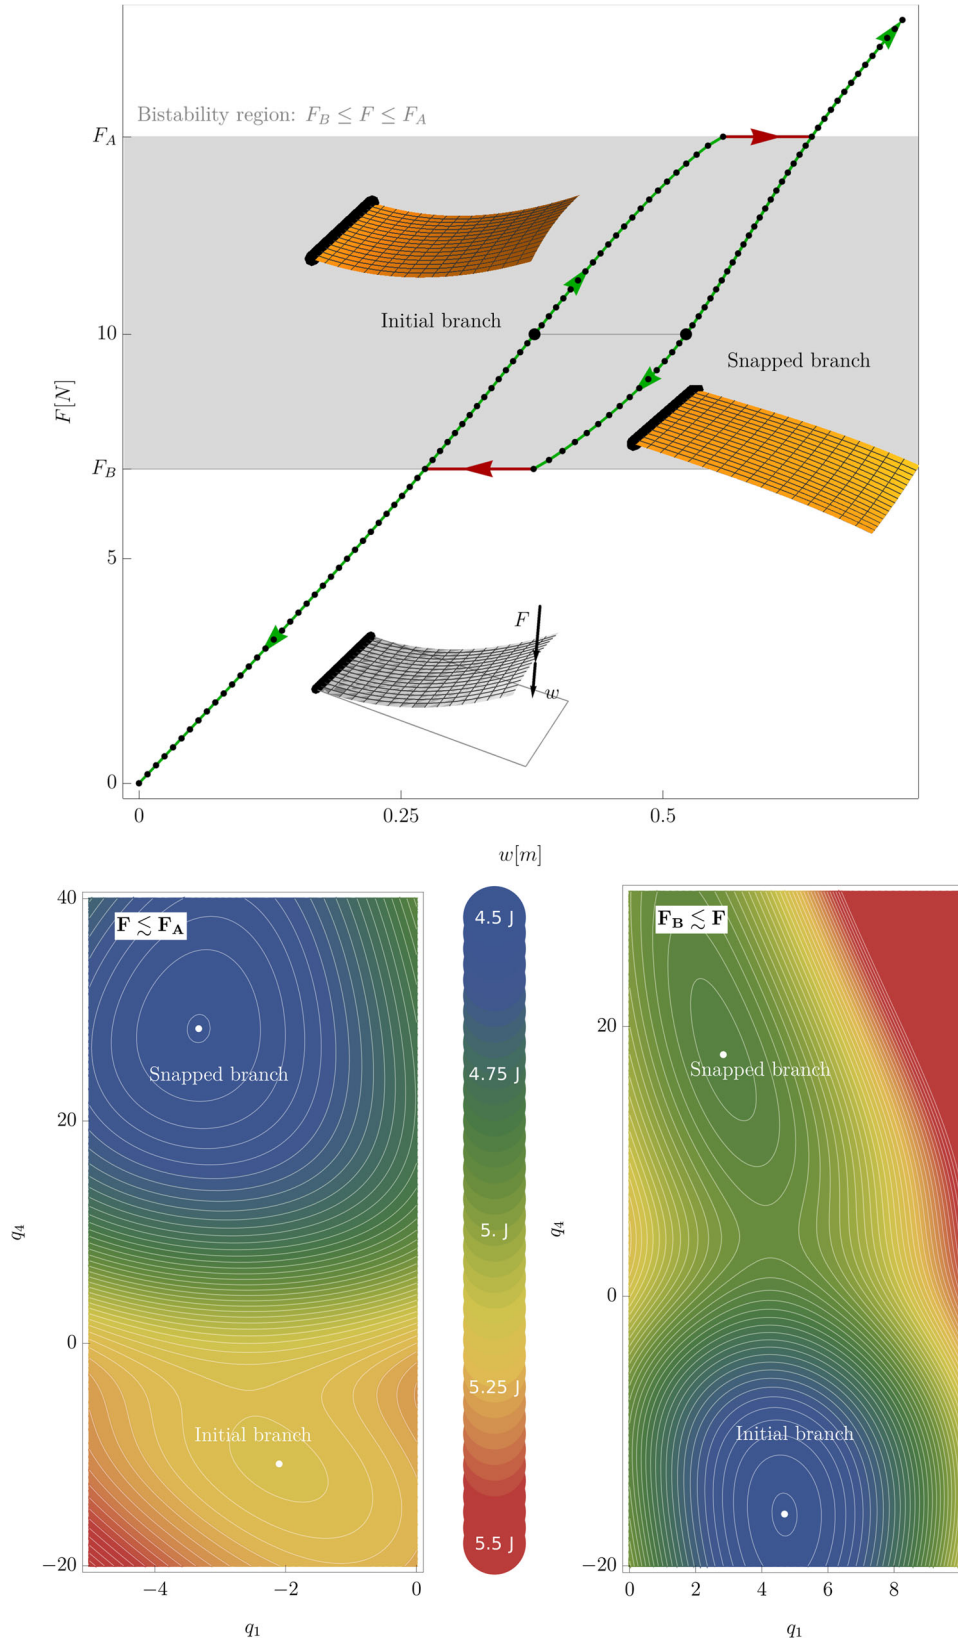 Bistability region: F_B ≤ F ≤ F_A
F_A
Initial branch
10
Snapped branch
F[N]
F_B
5
F
w
0
0
0.25
0.5
w[m]
40
F ≲ F_A
Snapped branch
20
q_4
0
Initial branch
−20
−4
−2
0
q_1
4.5 J
4.75 J
5. J
5.25 J
5.5 J
F_B ≲ F
20
Snapped branch
q_4
0
Initial branch
−20
0
2
4
6
8
q_1